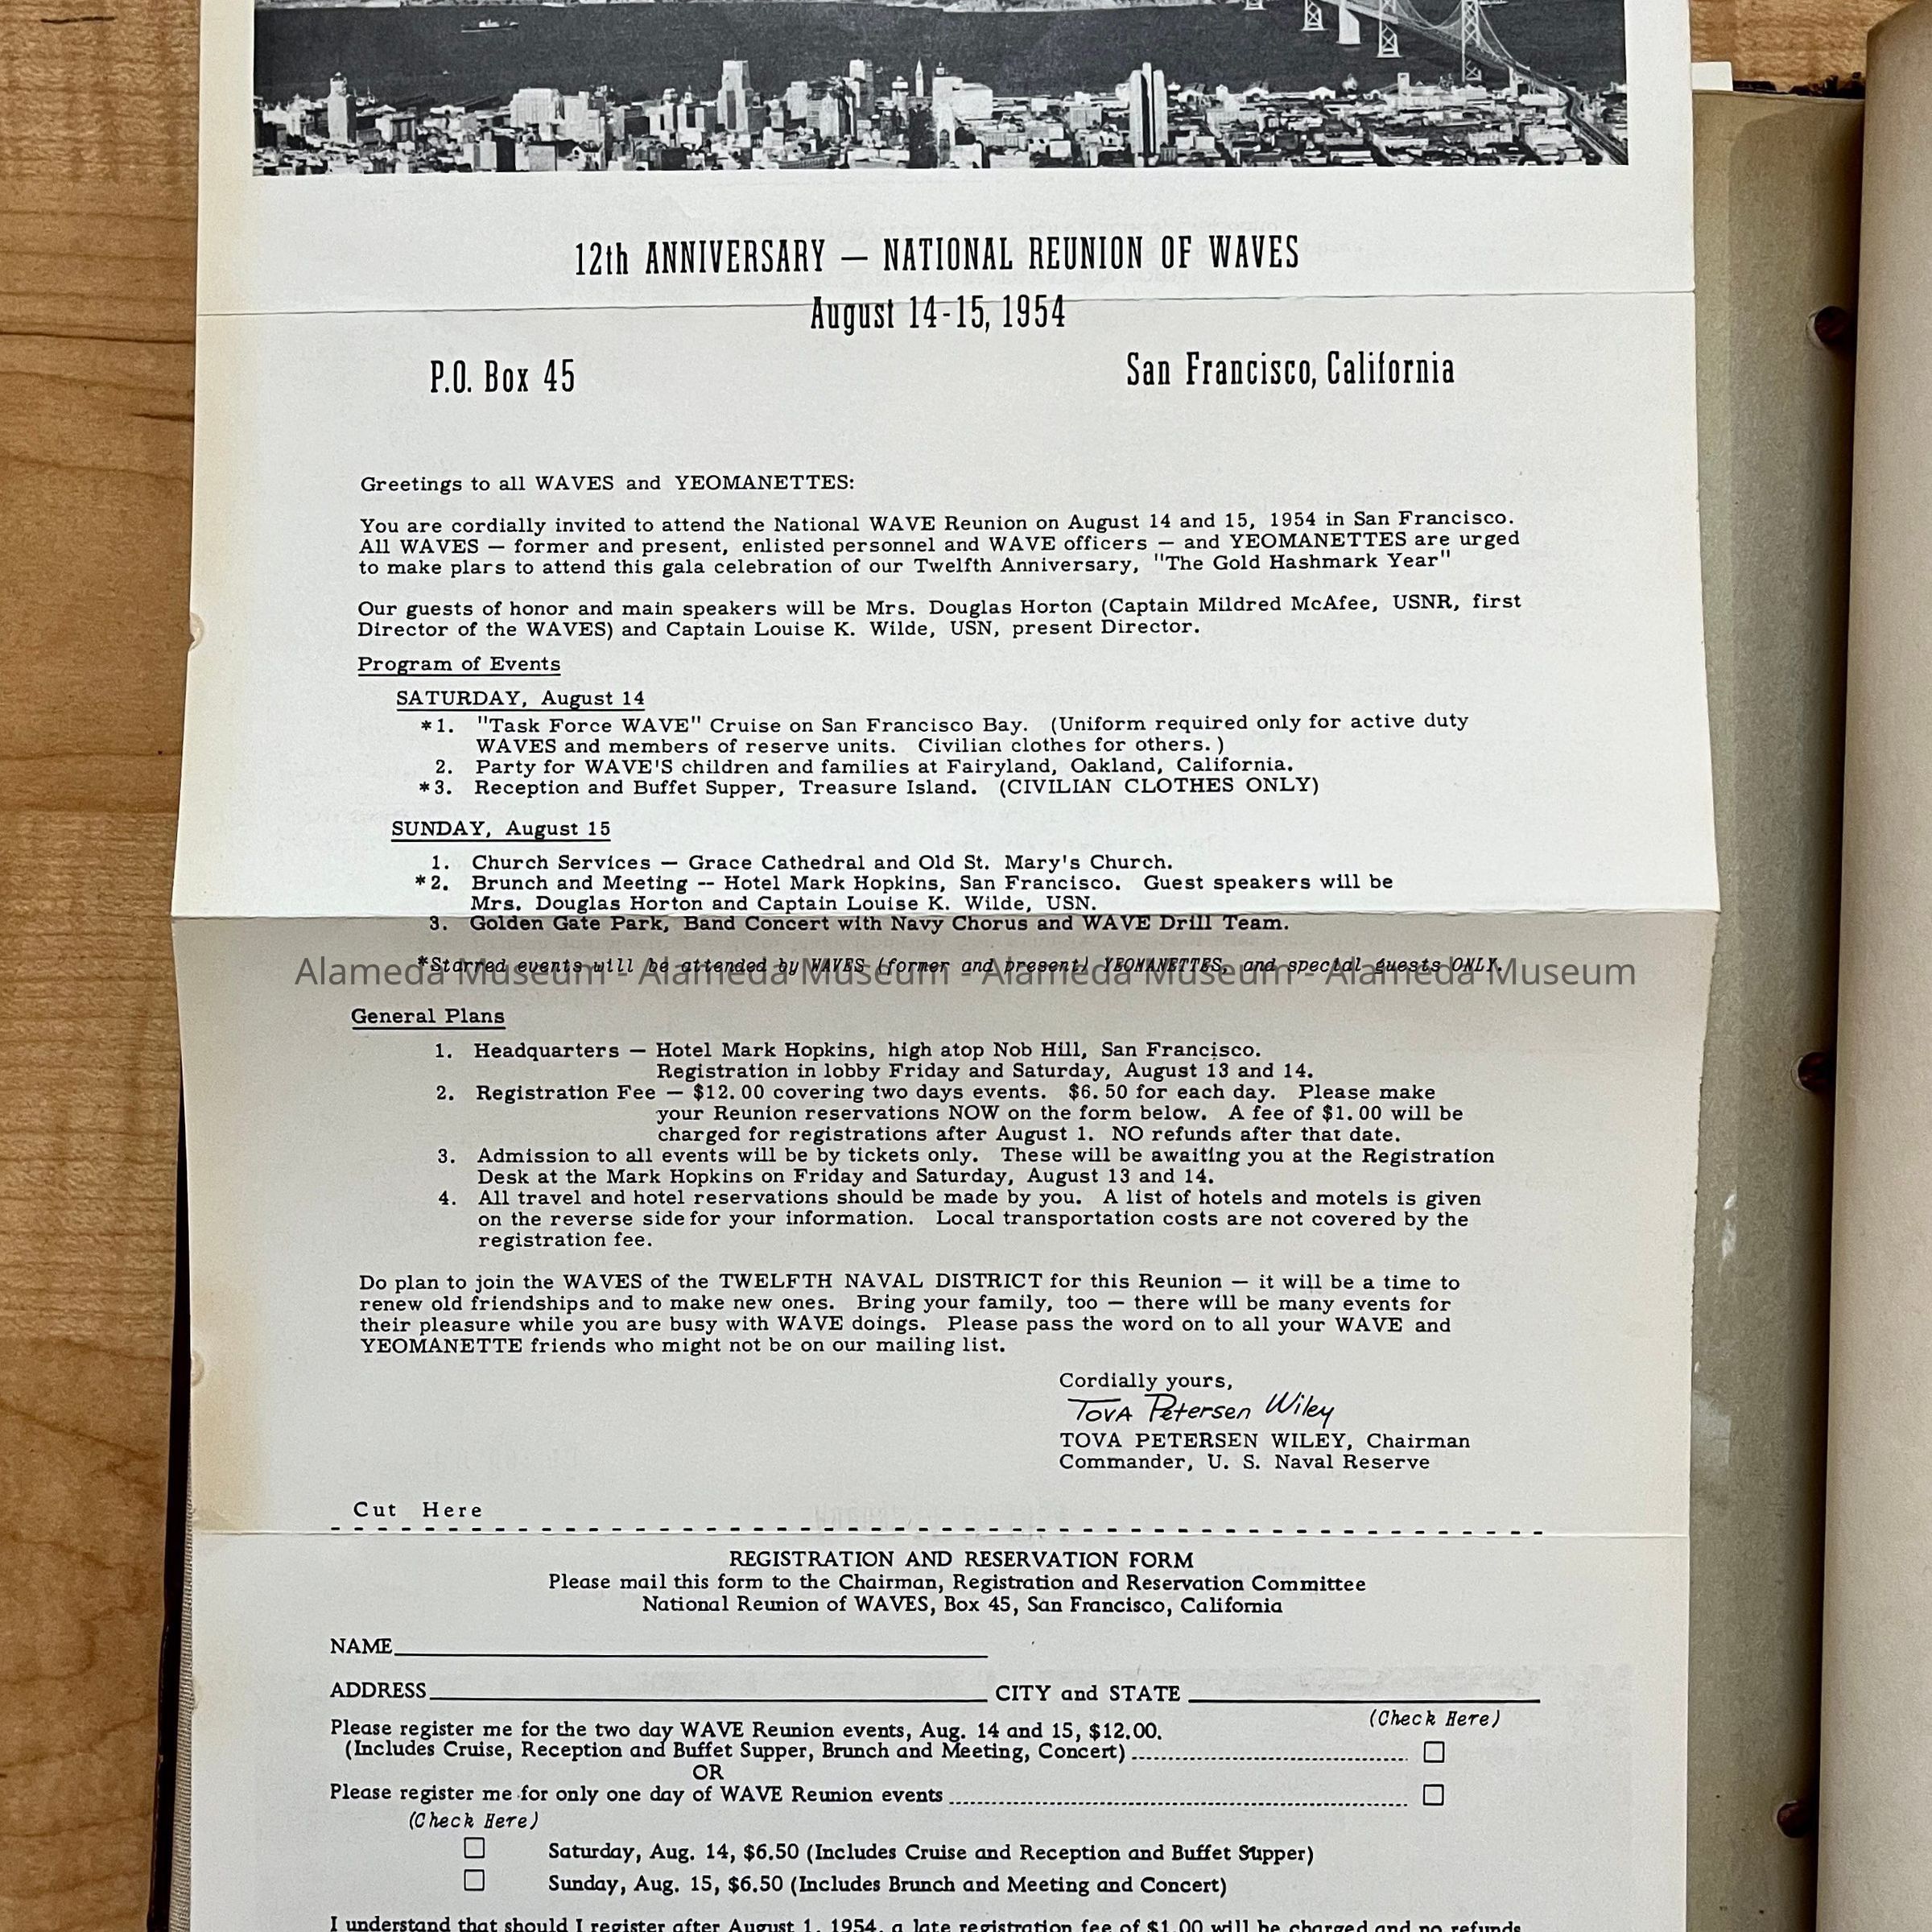 12th ANNIVERSARY — NATIONAL REUNION OF WAVES
August 14-15, 1954
P.O. Box 45 San Francisco, California
Greetings to all WAVES and YEOMANETTES:
You are cordially invited to attend the National WAVE Reunion on August 14 and 15, 1954 in San Francisco.
All WAVES — former and present, enlisted personnel and WAVE officers — and YEOMANETTES are urged
to make plars to attend this gala celebration of our Twelfth Anniversary, "The Gold Hashmark Year"
Our guests of honor and main speakers will be Mrs. Douglas Horton (Captain Mildred McAfee, USNR, first
Director of the WAVES) and Captain Louise K. Wilde, USN, present Director.
Program of Events
SATURDAY, August 14
*1. "Task Force WAVE" Cruise on San Francisco Bay. (Uniform required only for active duty
WAVES and members of reserve units. Civilian clothes for others.)
2. Party for WAVE'S children and families at Fairyland, Oakland, California.
*3. Reception and Buffet Supper, Treasure Island. (CIVILIAN CLOTHES ONLY)
SUNDAY, August 15
1. Church Services — Grace Cathedral and Old St. Mary's Church.
*2. Brunch and Meeting -- Hotel Mark Hopkins, San Francisco. Guest speakers will be
Mrs. Douglas Horton and Captain Louise K. Wilde, USN.
3. Golden Gate Park, Band Concert with Navy Chorus and WAVE Drill Team.
*Starred events will be attended by WAVES (former and present) YEOMANETTES, and special guests ONLY.
Alameda Museum - Alameda Museum - Alameda Museum - Alameda Museum
General Plans
1. Headquarters — Hotel Mark Hopkins, high atop Nob Hill, San Francisco.
Registration in lobby Friday and Saturday, August 13 and 14.
2. Registration Fee — $12.00 covering two days events. $6.50 for each day. Please make
your Reunion reservations NOW on the form below. A fee of $1.00 will be
charged for registrations after August 1. NO refunds after that date.
3. Admission to all events will be by tickets only. These will be awaiting you at the Registration
Desk at the Mark Hopkins on Friday and Saturday, August 13 and 14.
4. All travel and hotel reservations should be made by you. A list of hotels and motels is given
on the reverse side for your information. Local transportation costs are not covered by the
registration fee.
Do plan to join the WAVES of the TWELFTH NAVAL DISTRICT for this Reunion — it will be a time to
renew old friendships and to make new ones. Bring your family, too — there will be many events for
their pleasure while you are busy with WAVE doings. Please pass the word on to all your WAVE and
YEOMANETTE friends who might not be on our mailing list.
Cordially yours,
Tova Petersen Wiley
TOVA PETERSEN WILEY, Chairman
Commander, U. S. Naval Reserve
Cut Here
REGISTRATION AND RESERVATION FORM
Please mail this form to the Chairman, Registration and Reservation Committee
National Reunion of WAVES, Box 45, San Francisco, California
NAME
ADDRESS CITY and STATE
(Check Here)
Please register me for the two day WAVE Reunion events, Aug. 14 and 15, $12.00.
(Includes Cruise, Reception and Buffet Supper, Brunch and Meeting, Concert)
OR
Please register me for only one day of WAVE Reunion events
(Check Here)
Saturday, Aug. 14, $6.50 (Includes Cruise and Reception and Buffet Supper)
Sunday, Aug. 15, $6.50 (Includes Brunch and Meeting and Concert)
I understand that should I register after August 1, 1954, a late registration fee of $1.00 will be charged and no refunds